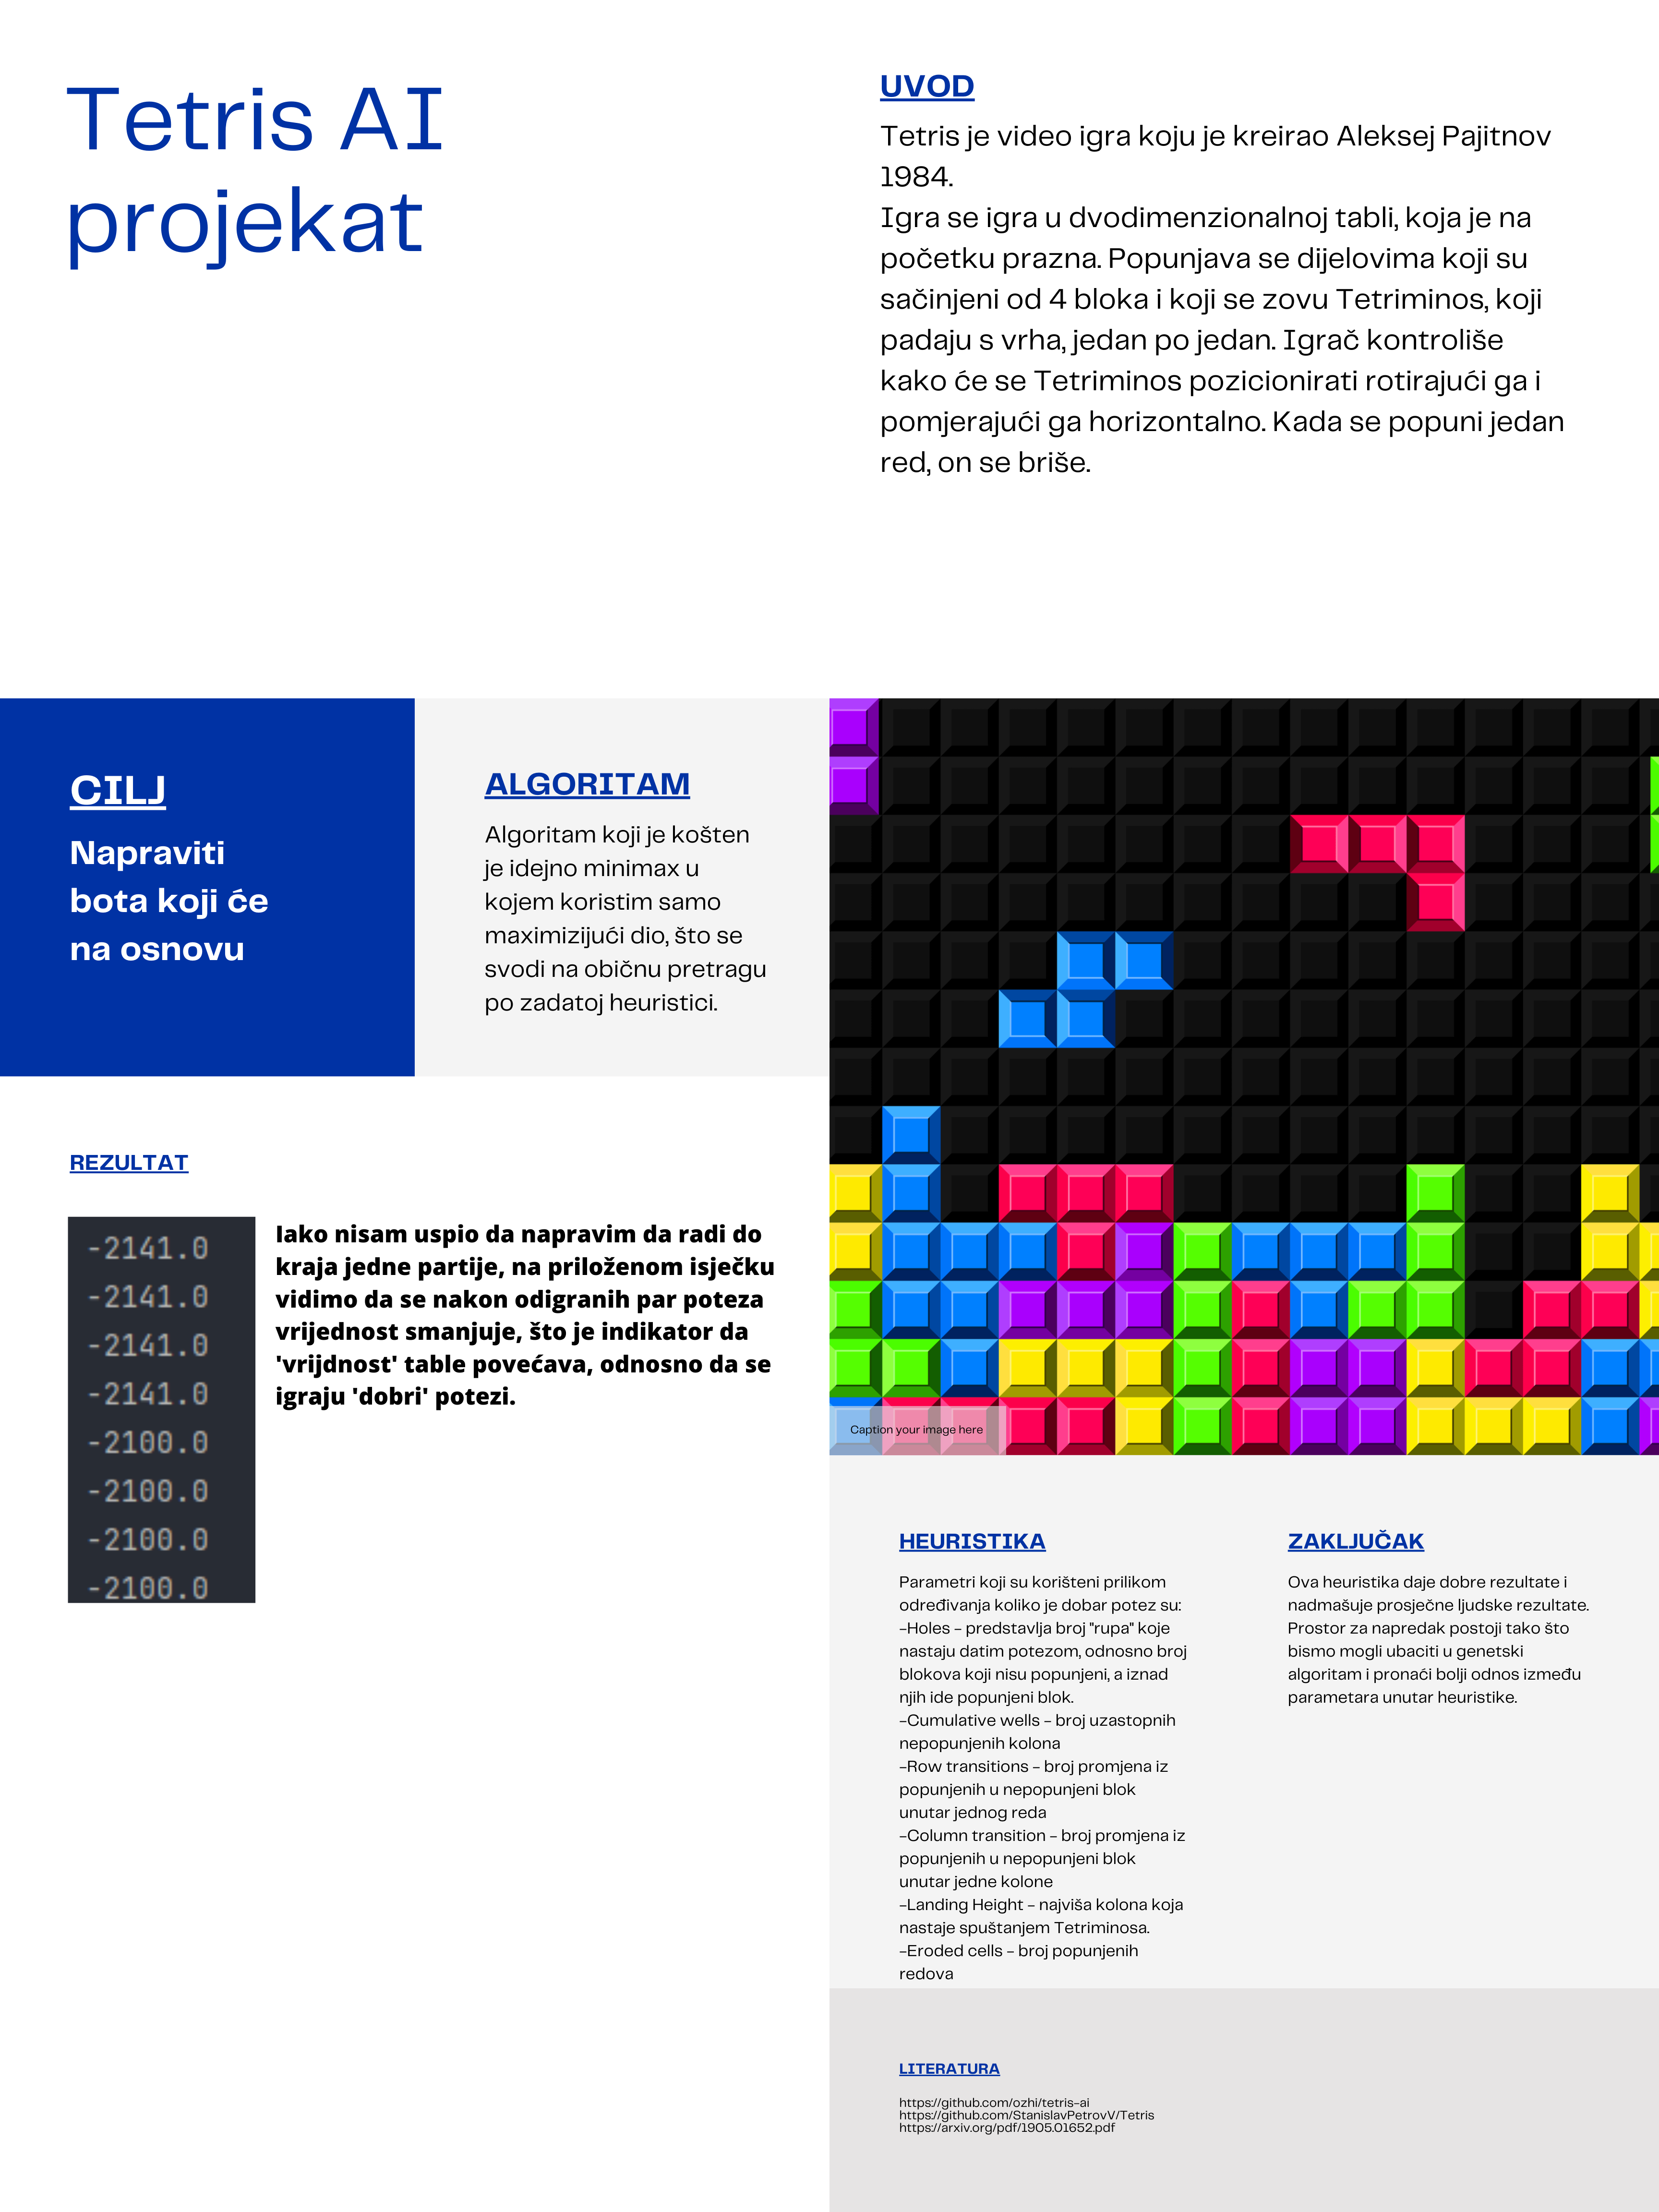 Tetris AI
projekat
UVOD
Tetris je video igra koju je kreirao Aleksej Pajitnov
1984.
Igra se igra u dvodimenzionalnoj tabli, koja je na
početku prazna. Popunjava se dijelovima koji su
sačinjeni od 4 bloka i koji se zovu Tetriminos, koji
padaju s vrha, jedan po jedan. Igrač kontroliše
kako će se Tetriminos pozicionirati rotirajući ga i
pomjerajući ga horizontalno. Kada se popuni jedan
red, on se briše.
CILJ
Napraviti
bota koji će
na osnovu
ALGORITAM
Algoritam koji je košten
je idejno minimax u
kojem koristim samo
maximizijući dio, što se
svodi na običnu pretragu
po zadatoj heuristici.
REZULTAT
-2141.0
-2141.0
-2141.0
-2141.0
-2100.0
-2100.0
-2100.0
-2100.0
Iako nisam uspio da napravim da radi do
kraja jedne partije, na priloženom isječku
vidimo da se nakon odigranih par poteza
vrijednost smanjuje, što je indikator da
'vrijdnost' table povećava, odnosno da se
igraju 'dobri' potezi.
Caption your image here
HEURISTIKA
Parametri koji su korišteni prilikom
određivanja koliko je dobar potez su:
-Holes - predstavlja broj "rupa" koje
nastaju datim potezom, odnosno broj
blokova koji nisu popunjeni, a iznad
njih ide popunjeni blok.
-Cumulative wells - broj uzastopnih
nepopunjenih kolona
-Row transitions - broj promjena iz
popunjenih u nepopunjeni blok
unutar jednog reda
-Column transition - broj promjena iz
popunjenih u nepopunjeni blok
unutar jedne kolone
-Landing Height - najviša kolona koja
nastaje spuštanjem Tetriminosa.
-Eroded cells - broj popunjenih
redova
ZAKLJUČAK
Ova heuristika daje dobre rezultate i
nadmašuje prosječne ljudske rezultate.
Prostor za napredak postoji tako što
bismo mogli ubaciti u genetski
algoritam i pronaći bolji odnos između
parametara unutar heuristike.
LITERATURA
https://github.com/ozhi/tetris-ai
https://github.com/StanislavPetrovV/Tetris
https://arxiv.org/pdf/1905.01652.pdf